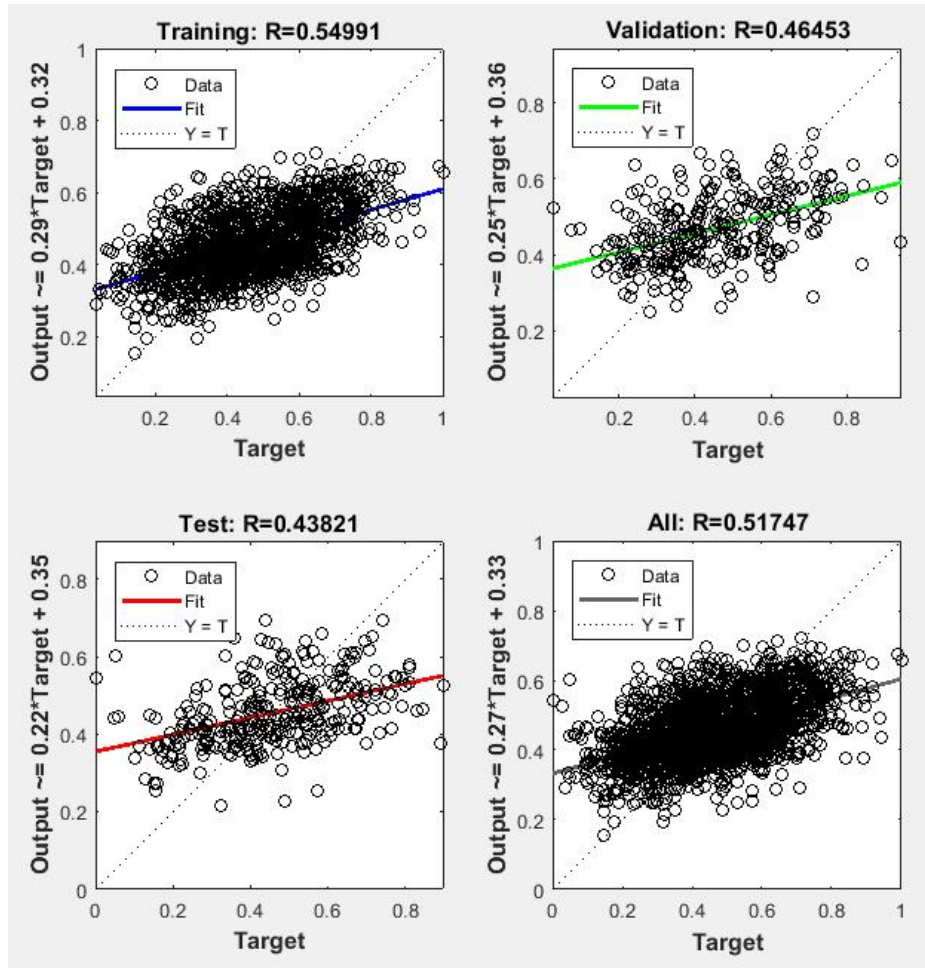 Training: R=0.54991
Output ~= 0.29*Target + 0.32
1
0.8
0.6
0.4
0.2
Data
Fit
Y = T
0.2 0.4 0.6 0.8 1
Target
Validation: R=0.46453
Output ~= 0.25*Target + 0.36
0.8
0.6
0.4
0.2
Data
Fit
Y = T
0.2 0.4 0.6 0.8
Target
Test: R=0.43821
Output ~= 0.22*Target + 0.35
0.8
0.6
0.4
0.2
0
Data
Fit
Y = T
0 0.2 0.4 0.6 0.8
Target
All: R=0.51747
Output ~= 0.27*Target + 0.33
1
0.8
0.6
0.4
0.2
0
Data
Fit
Y = T
0 0.2 0.4 0.6 0.8 1
Target